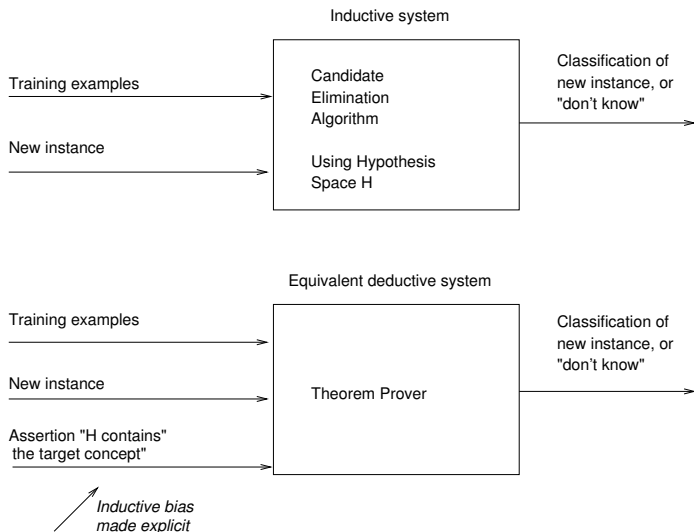 Inductive system
Training examples
New instance
Candidate
Elimination
Algorithm
Using Hypothesis
Space H
Classification of
new instance, or
"don't know"
Equivalent deductive system
Training examples
New instance
Assertion "H contains"
the target concept"
Theorem Prover
Classification of
new instance, or
"don't know"
Inductive bias
made explicit